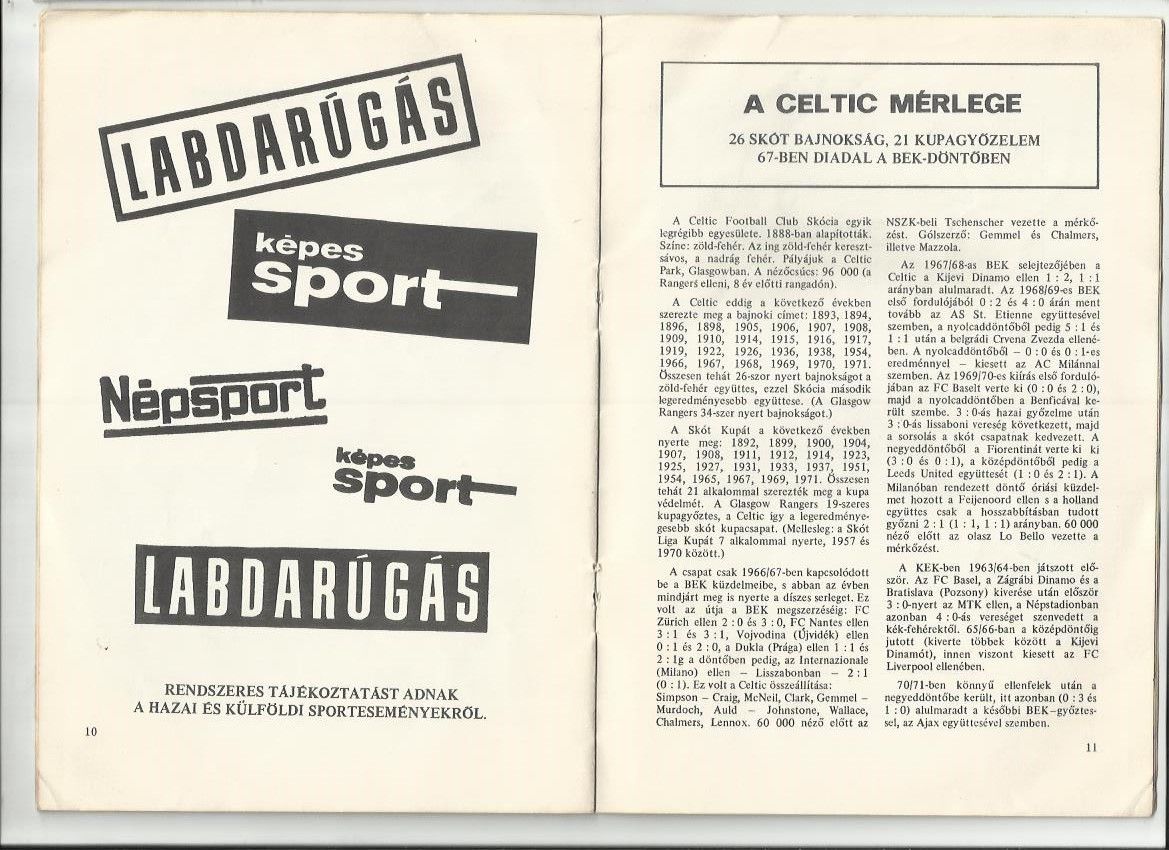 LABDARÚGÁS
képes
sport
Népsport
képes
sport
LABDARÚGÁS
RENDSZERES TÁJÉKOZTATÁST ADNAK
A HAZAI ÉS KÜLFÖLDI SPORTESEMÉNYEKRŐL.
10
A CELTIC MÉRLEGE
26 SKÓT BAJNOKSÁG, 21 KUPAGYŐZELEM
67-BEN DIADAL A BEK-DÖNTŐBEN
A Celtic Football Club Skócia egyik
legrégibb egyesülete. 1888-ban alapították.
Színe: zöld-fehér. Az ing zöld-fehér kereszt-
sávos, a nadrág fehér. Pályájuk a Celtic
Park, Glasgowban. A nézőcsúcs: 96 000 (a
Rangers elleni, 8 év előtti rangadón).
A Celtic eddig a következő években
szerezte meg a bajnoki címet: 1893, 1894,
1896, 1898, 1905, 1906, 1907, 1908,
1909, 1910, 1914, 1915, 1916, 1917,
1919, 1922, 1926, 1936, 1938, 1954,
1966, 1967, 1968, 1969, 1970, 1971.
Összesen tehát 26-szor nyert bajnokságot a
zöld-fehér együttes, ezzel Skócia második
legeredményesebb együttese. (A Glasgow
Rangers 34-szer nyert bajnokságot.)
A Skót Kupát a következő években
nyerte meg: 1892, 1899, 1900, 1904,
1907, 1908, 1911, 1912, 1914, 1923,
1925, 1927, 1931, 1933, 1937, 1951,
1954, 1965, 1967, 1969, 1971. Összesen
tehát 21 alkalommal szerezték meg a kupa
védelmét. A Glasgow Rangers 19-szeres
kupagyőztes, a Celtic így a legeredménye-
gesebb skót kupacsapat. (Mellesleg: a Skót
Liga Kupát 7 alkalommal nyerte, 1957 és
1970 között.)
A csapat csak 1966/67-ben kapcsolódott
be a BEK küzdelmeibe, s abban az évben
mindjárt meg is nyerte a díszes serleget. Ez
volt az útja a BEK megszerzéséig: FC
Zürich ellen 2 : 0 és 3 : 0, FC Nantes ellen
3 : 1 és 3 : 1, Vojvodina (Újvidék) ellen
0 : 1 és 2 : 0, a Dukla (Prága) ellen 1 : 1 és
2 : 1g a döntőben pedig, az Internazionale
(Milano) ellen – Lisszabonban – 2 : 1
(0 : 1). Ez volt a Celtic összeállítása:
Simpson – Craig, McNeil, Clark, Gemmel –
Murdoch, Auld – Johnstone, Wallace,
Chalmers, Lennox. 60 000 néző előtt az
NSZK-beli Tschenscher vezette a mérkő-
zést. Gólszerző: Gemmel és Chalmers,
illetve Mazzola.
Az 1967/68-as BEK selejtezőjében a
Celtic a Kijevi Dinamo ellen 1 : 2, 1 : 1
arányban alulmaradt. Az 1968/69-es BEK
első fordulójából 0 : 2 és 4 : 0 árán ment
tovább az AS St. Etienne együttesével
szemben, a nyolcaddöntőből pedig 5 : 1 és
1 : 1 után a belgrádi Crvena Zvezda ellené-
ben. A nyolcaddöntőből – 0 : 0 és 0 : 1-es
eredménnyel – kiesett az AC Milánnal
szemben. Az 1969/70-es kiírás első forduló-
jában az FC Baselt verte ki (0 : 0 és 2 : 0),
majd a nyolcaddöntőben a Benficával ke-
rült szembe. 3 : 0-ás hazai győzelme után
3 : 0-ás lissaboni vereség következett, majd
a sorsolás a skót csapatnak kedvezett. A
negyeddöntőből a Fiorentinát verte ki ki
(3 : 0 és 0 : 1), a középdöntőből pedig a
Leeds United együttesét (1 : 0 és 2 : 1). A
Milanóban rendezett döntő óriási küzdel-
met hozott a Feijenoord ellen s a holland
együttes csak a hosszabbításban tudott
győzni 2 : 1 (1 : 1, 1 : 1) arányban. 60 000
néző előtt az olasz Lo Bello vezette a
mérkőzést.
A KEK-ben 1963/64-ben játszott elő-
ször. Az FC Basel, a Zágrábi Dinamo és a
Bratislava (Pozsony) kiverése után először
3 : 0-nyert az MTK ellen, a Népstadionban
azonban 4 : 0-ás vereséget szenvedett a
kék-fehérektől. 65/66-ban a középdöntőig
jutott (kiverte többek között a Kijevi
Dinamót), innen viszont kiesett az FC
Liverpool ellenében.
70/71-ben könnyű ellenfelek után a
negyeddöntőbe került, itt azonban (0 : 3 és
1 : 0) alulmaradt a későbbi BEK-győztes-
sel, az Ajax együttesével szemben.
11